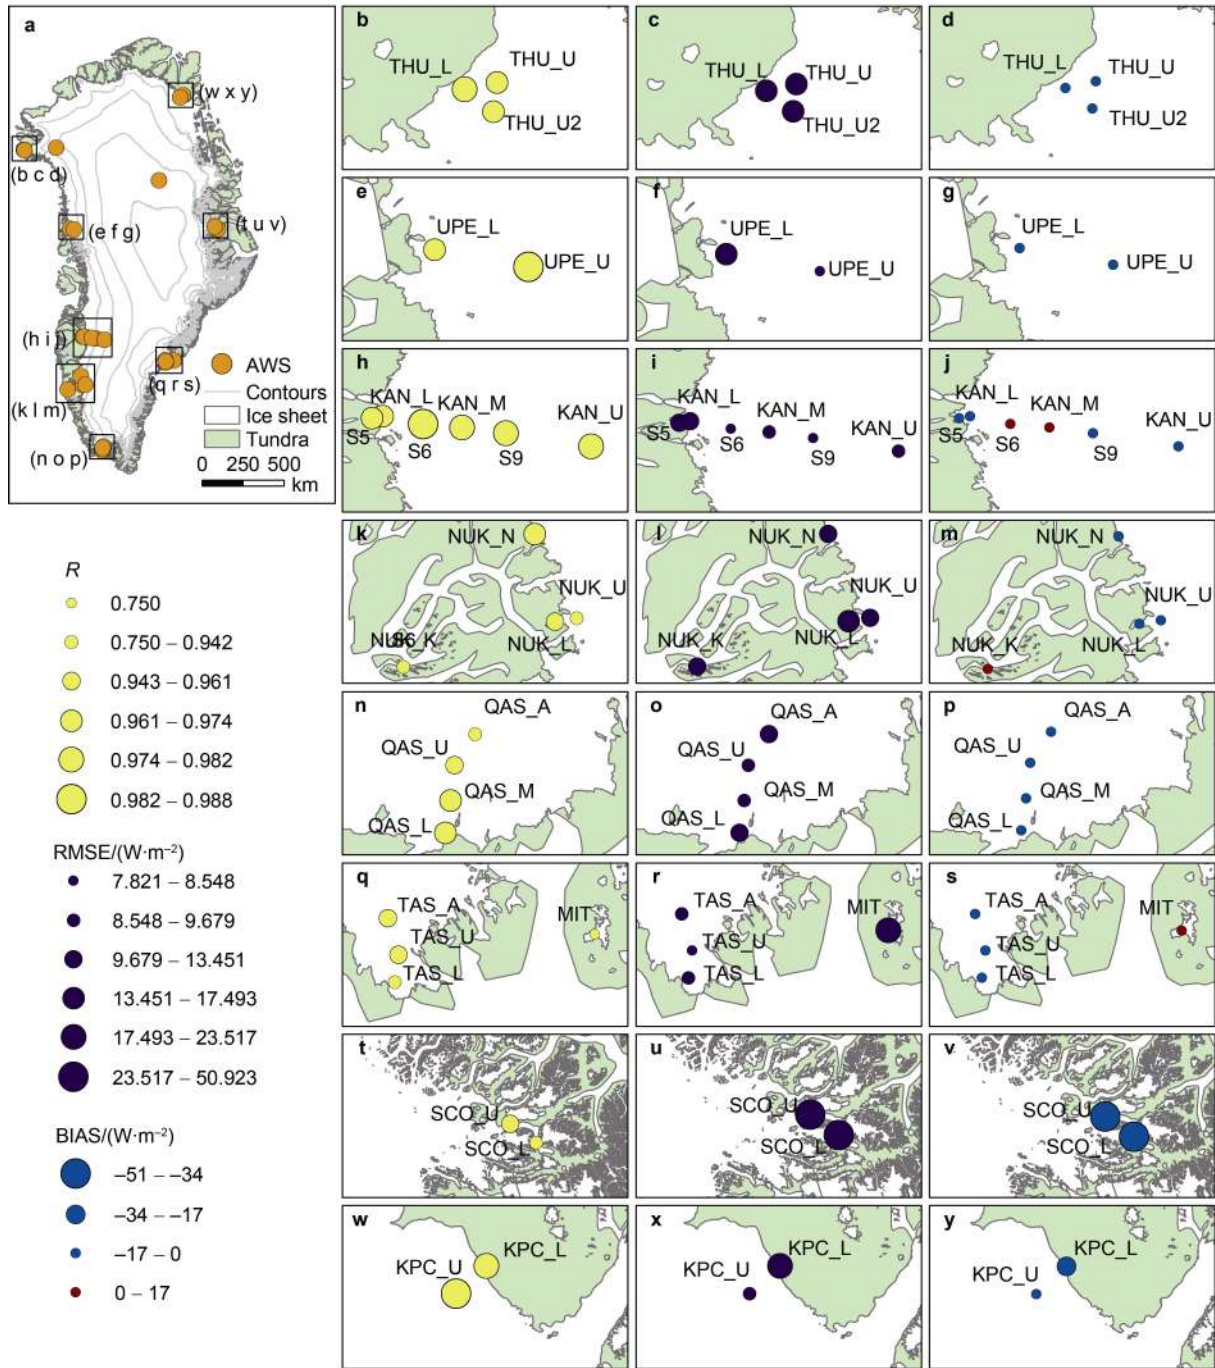 a
(w x y)
(b c d)
(e f g)
(t u v)
(h i j)
(q r s)
(k l m)
(n o p)
AWS
Contours
Ice sheet
Tundra
0 250 500
km
b
THU_L
THU_U
THU_U2
c
THU_L
THU_U
THU_U2
d
THU_L
THU_U
THU_U2
e
UPE_L
UPE_U
f
UPE_L
UPE_U
g
UPE_L
UPE_U
h
KAN_L
KAN_M
KAN_U
S5
S6
S9
i
KAN_L
KAN_M
KAN_U
S5
S6
S9
j
KAN_L
KAN_M
KAN_U
S5
S6
S9
k
NUK_N
NUK_U
NUK_L
NUK_K
l
NUK_N
NUK_U
NUK_L
NUK_K
m
NUK_N
NUK_U
NUK_L
NUK_K
n
QAS_A
QAS_U
QAS_M
QAS_L
o
QAS_A
QAS_U
QAS_M
QAS_L
p
QAS_A
QAS_U
QAS_M
QAS_L
q
TAS_A
TAS_U
TAS_L
MIT
r
TAS_A
TAS_U
TAS_L
MIT
s
TAS_A
TAS_U
TAS_L
MIT
t
SCO_U
SCO_L
u
SCO_U
SCO_L
v
SCO_U
SCO_L
w
KPC_L
KPC_U
x
KPC_L
KPC_U
y
KPC_L
KPC_U
R
0.750
0.750 – 0.942
0.943 – 0.961
0.961 – 0.974
0.974 – 0.982
0.982 – 0.988
RMSE/(W·m⁻²)
7.821 – 8.548
8.548 – 9.679
9.679 – 13.451
13.451 – 17.493
17.493 – 23.517
23.517 – 50.923
BIAS/(W·m⁻²)
–51 – –34
–34 – –17
–17 – 0
0 – 17